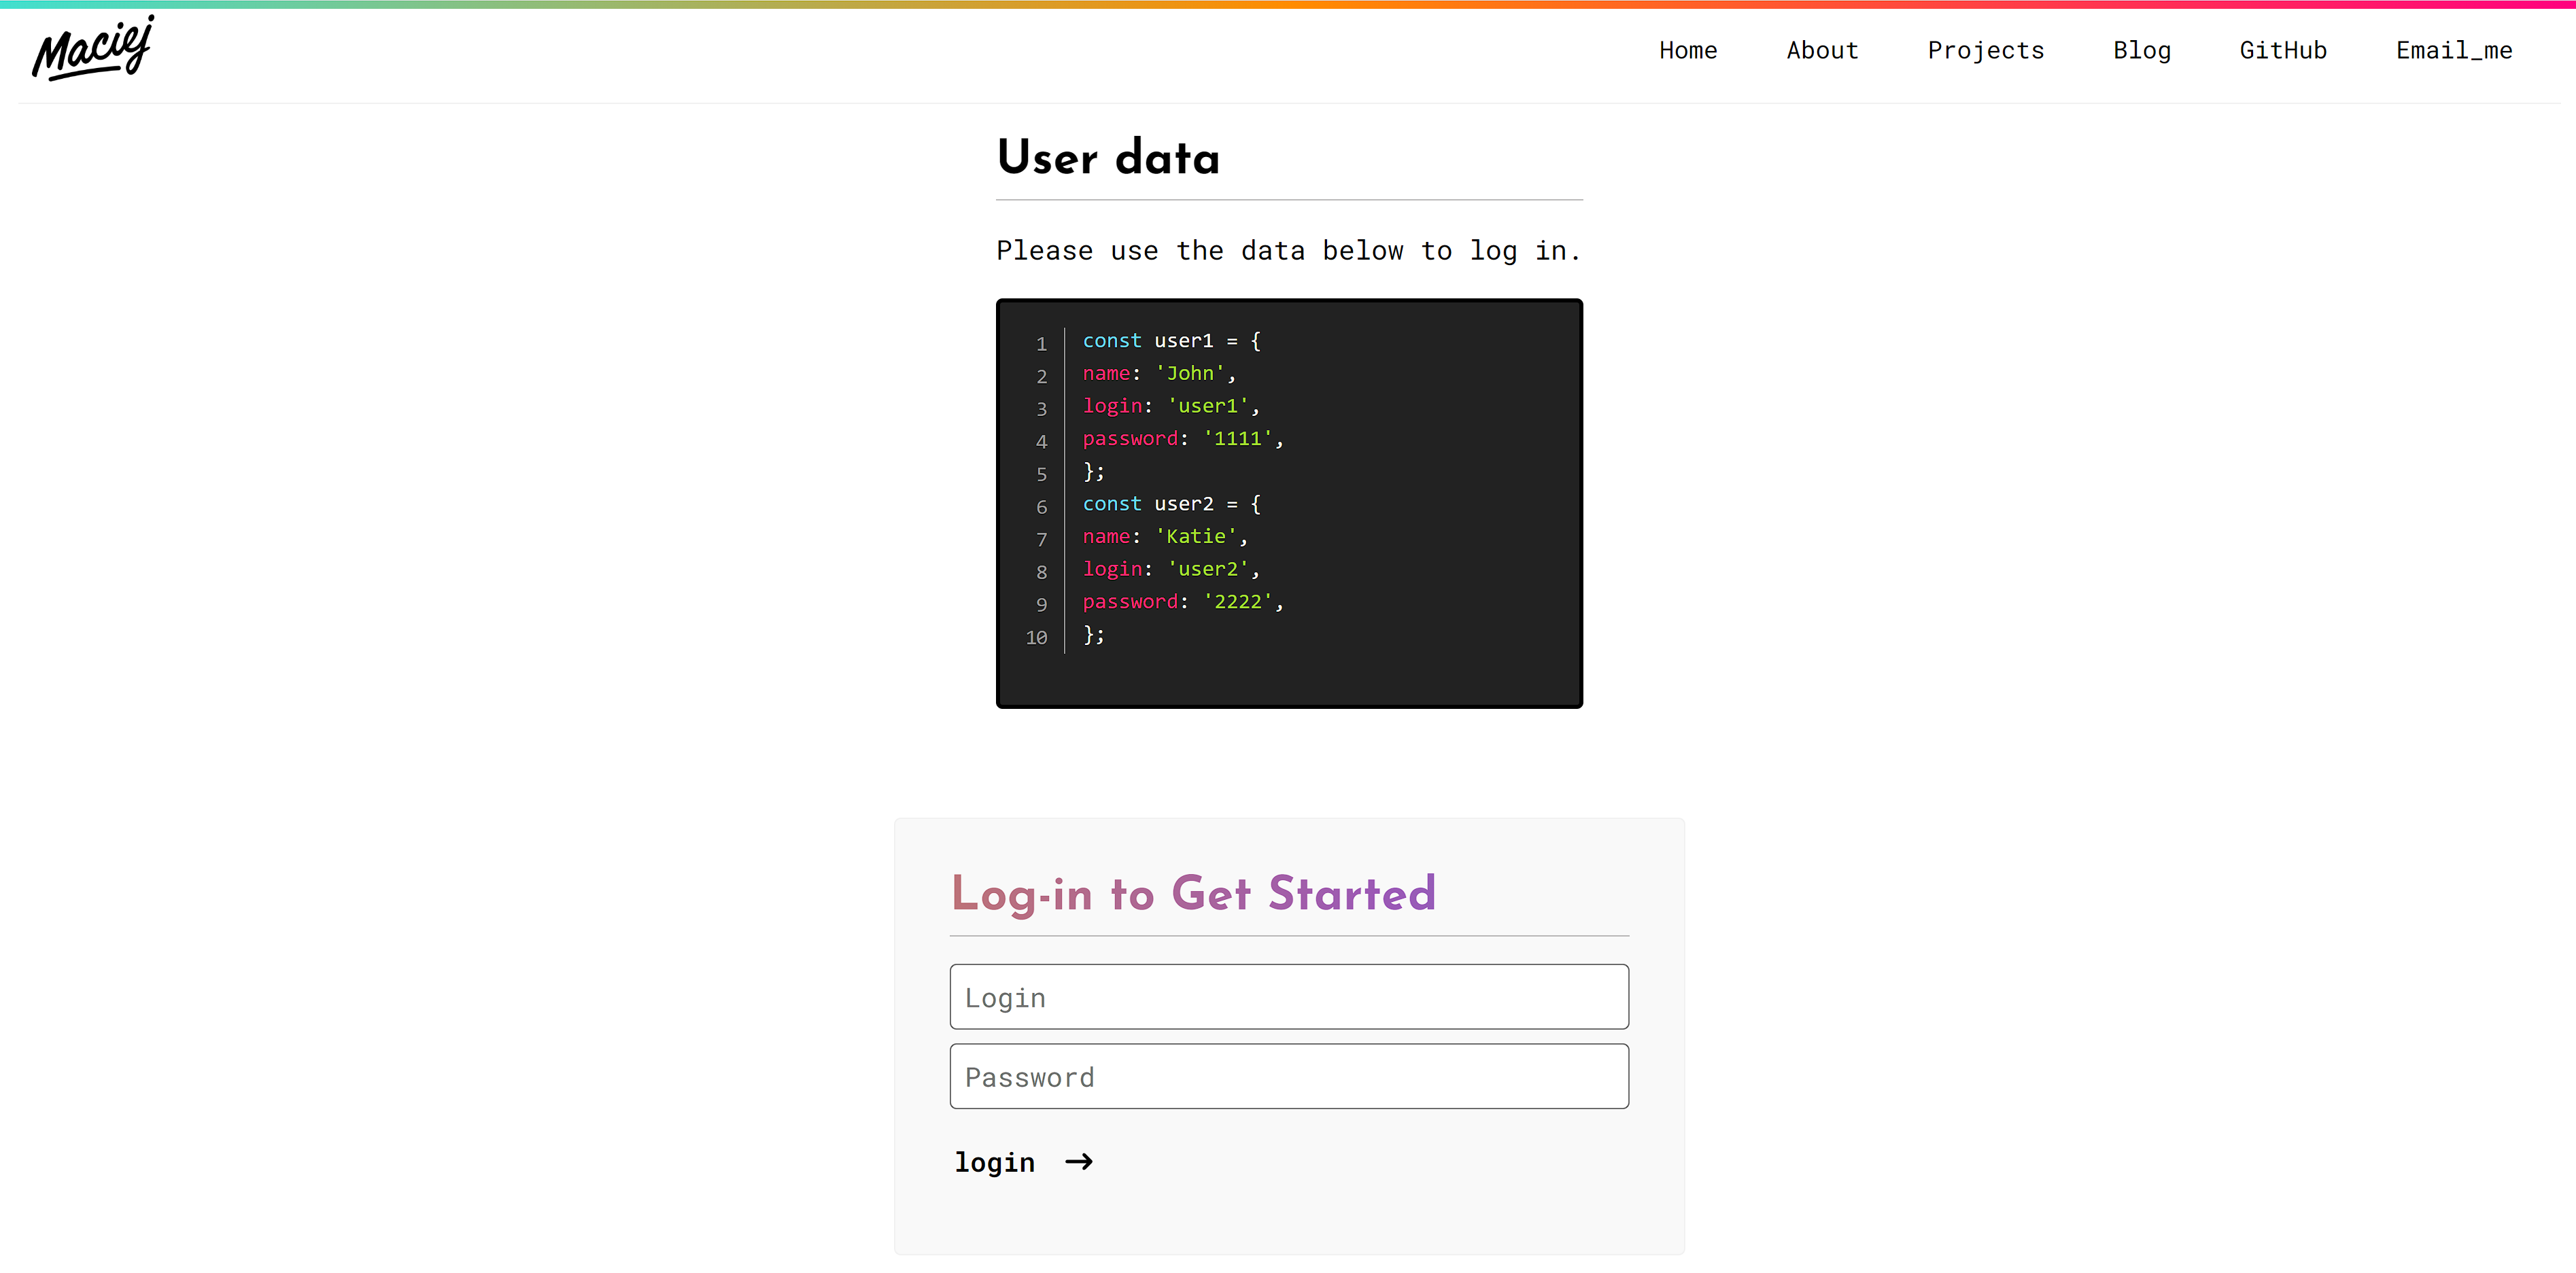 Maciej
Home About Projects Blog GitHub Email_me
User data
Please use the data below to log in.
1 const user1 = {
2 name: 'John',
3 login: 'user1',
4 password: '1111',
5 };
6 const user2 = {
7 name: 'Katie',
8 login: 'user2',
9 password: '2222',
10 };
Log-in to Get Started
Login
Password
login →